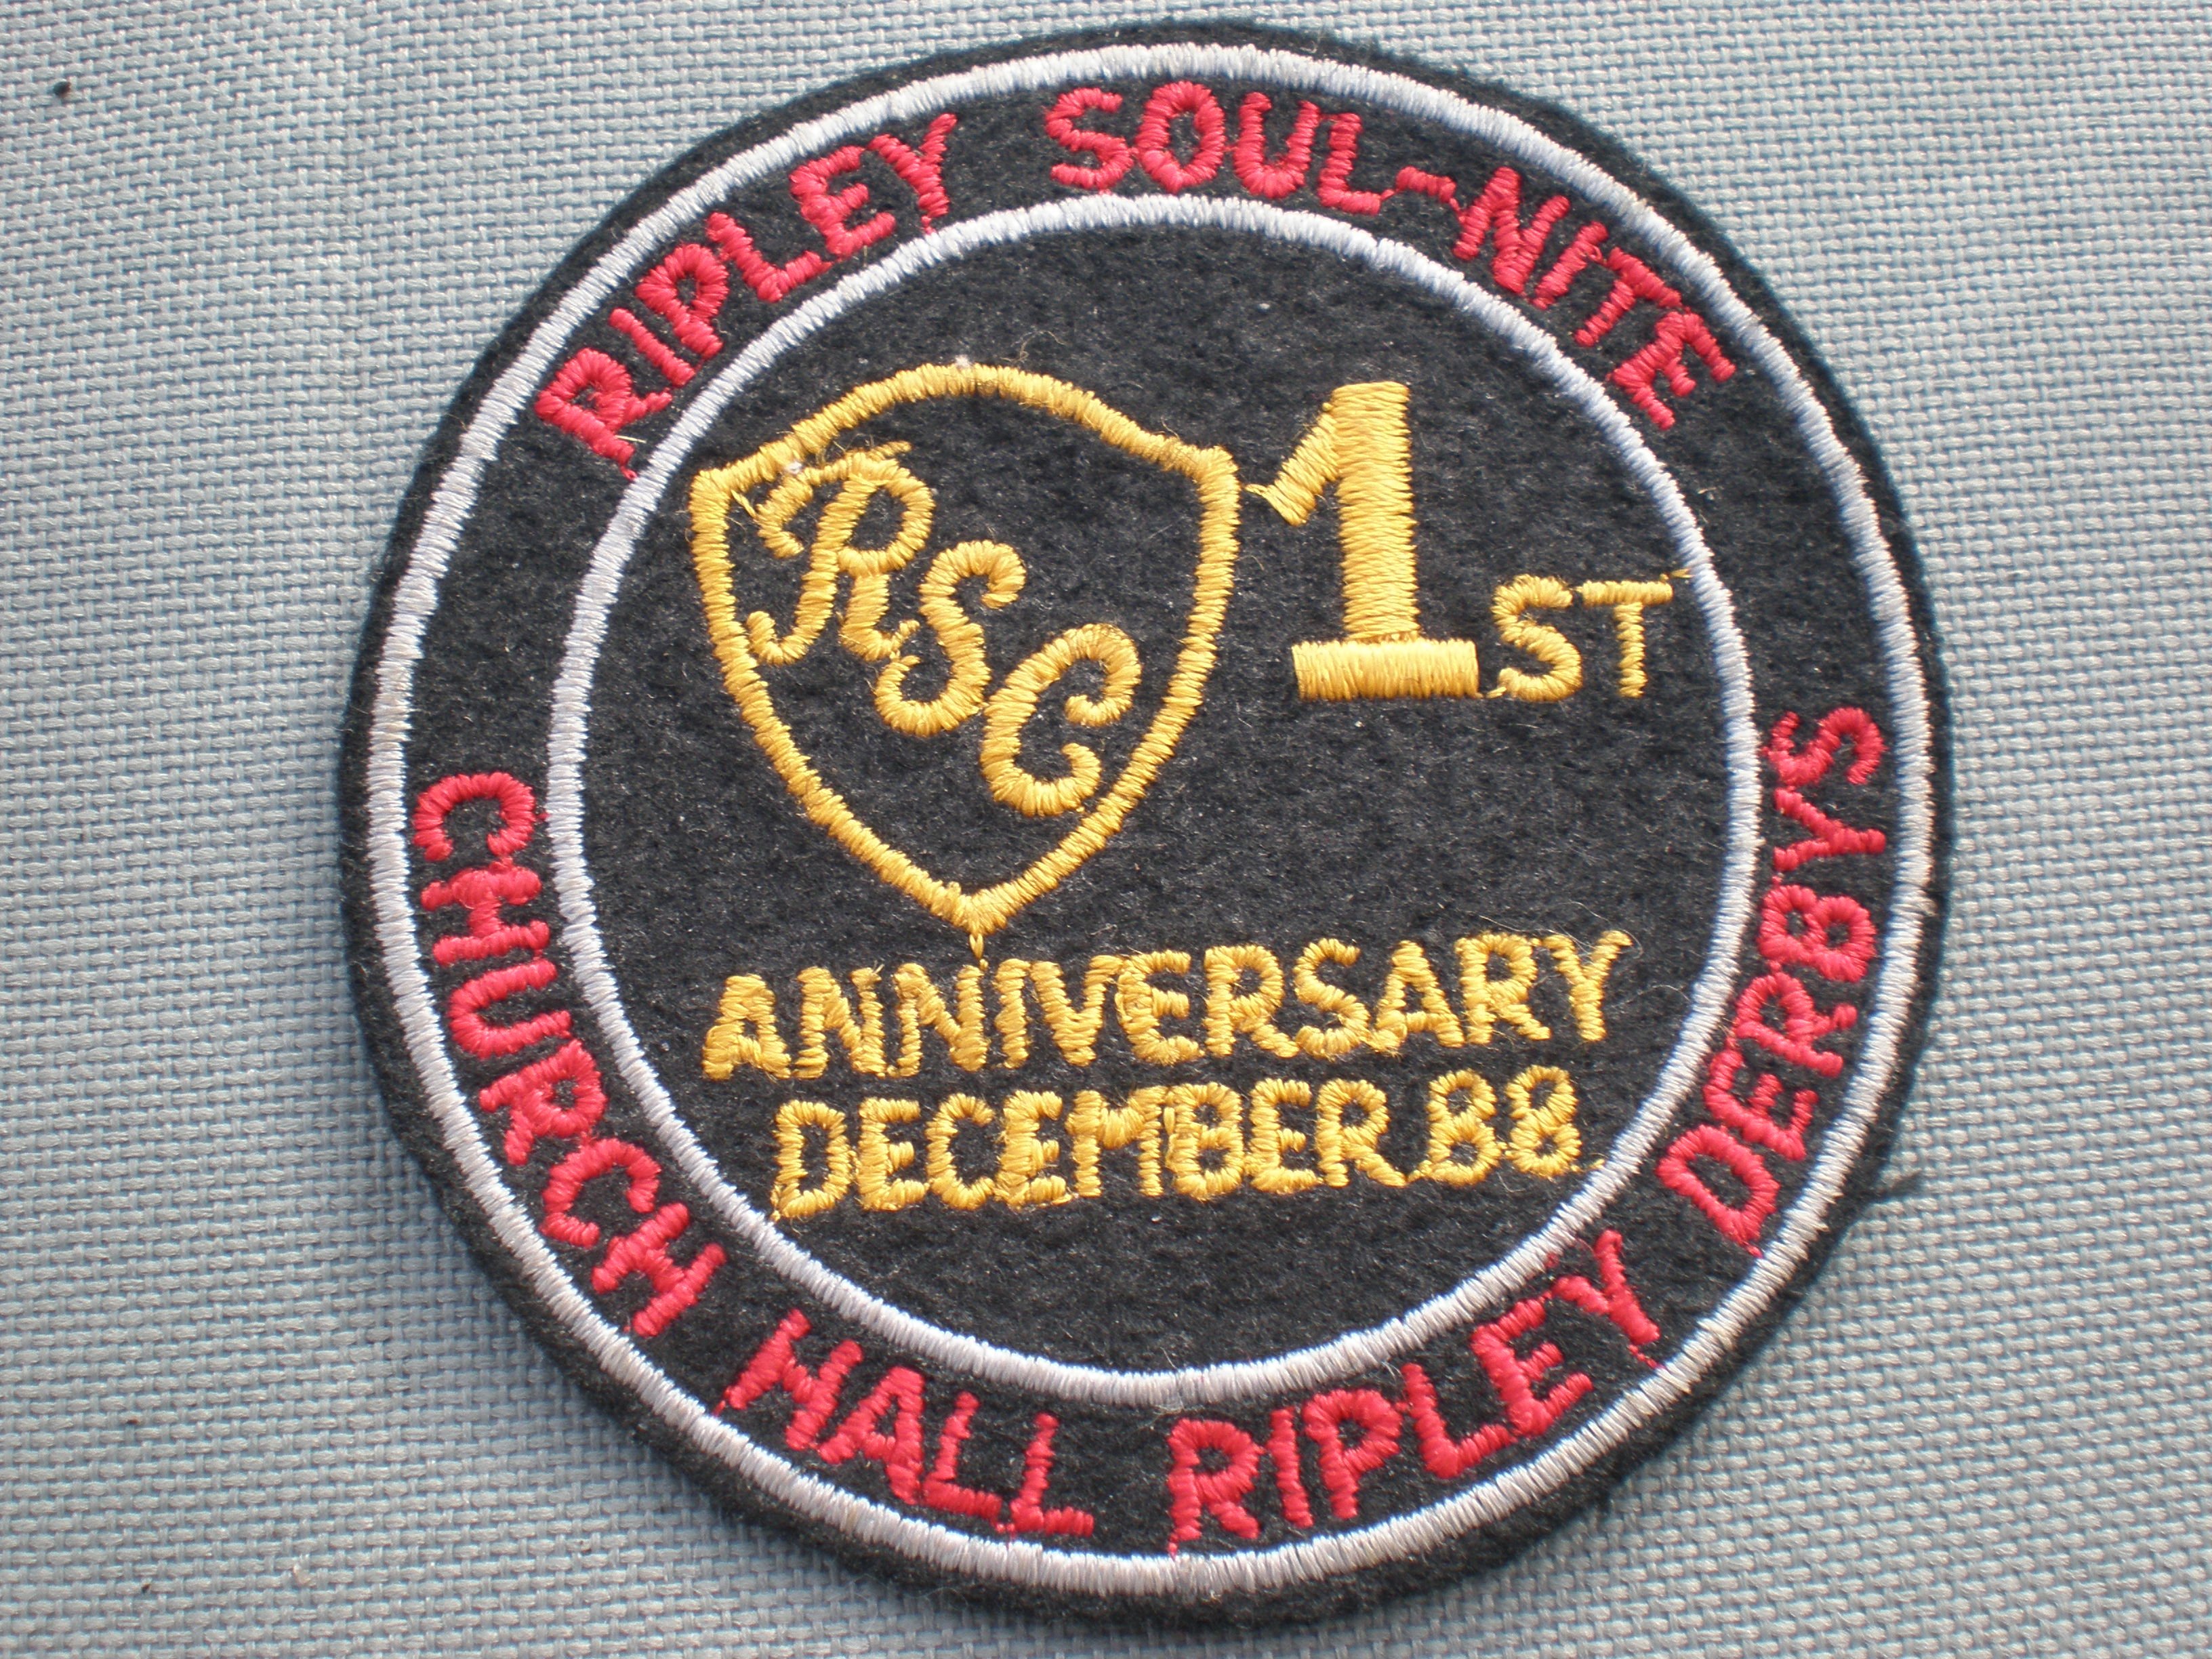 RIPLEY SOUL-NITE
RSC
1ST
ANNIVERSARY
DECEMBER 88
CHURCH HALL RIPLEY DERBYS